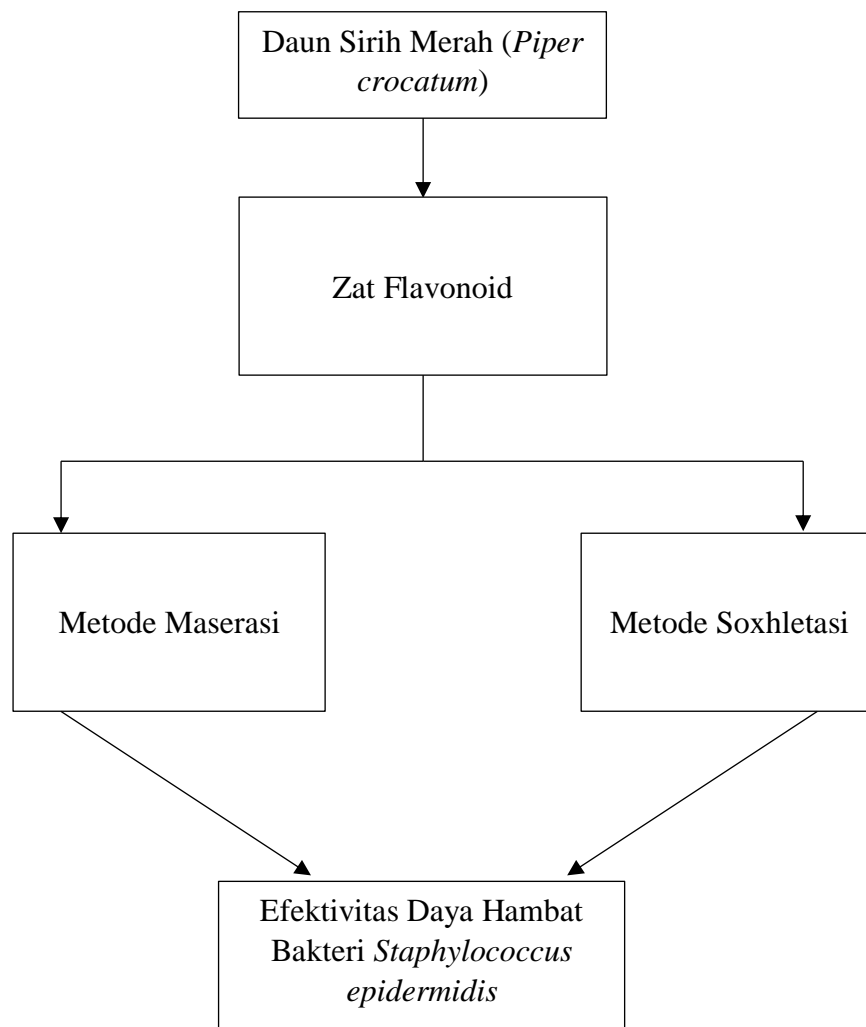 Daun Sirih Merah (Piper
crocatum)
Zat Flavonoid
Metode Maserasi
Metode Soxhletasi
Efektivitas Daya Hambat
Bakteri Staphylococcus
epidermidis